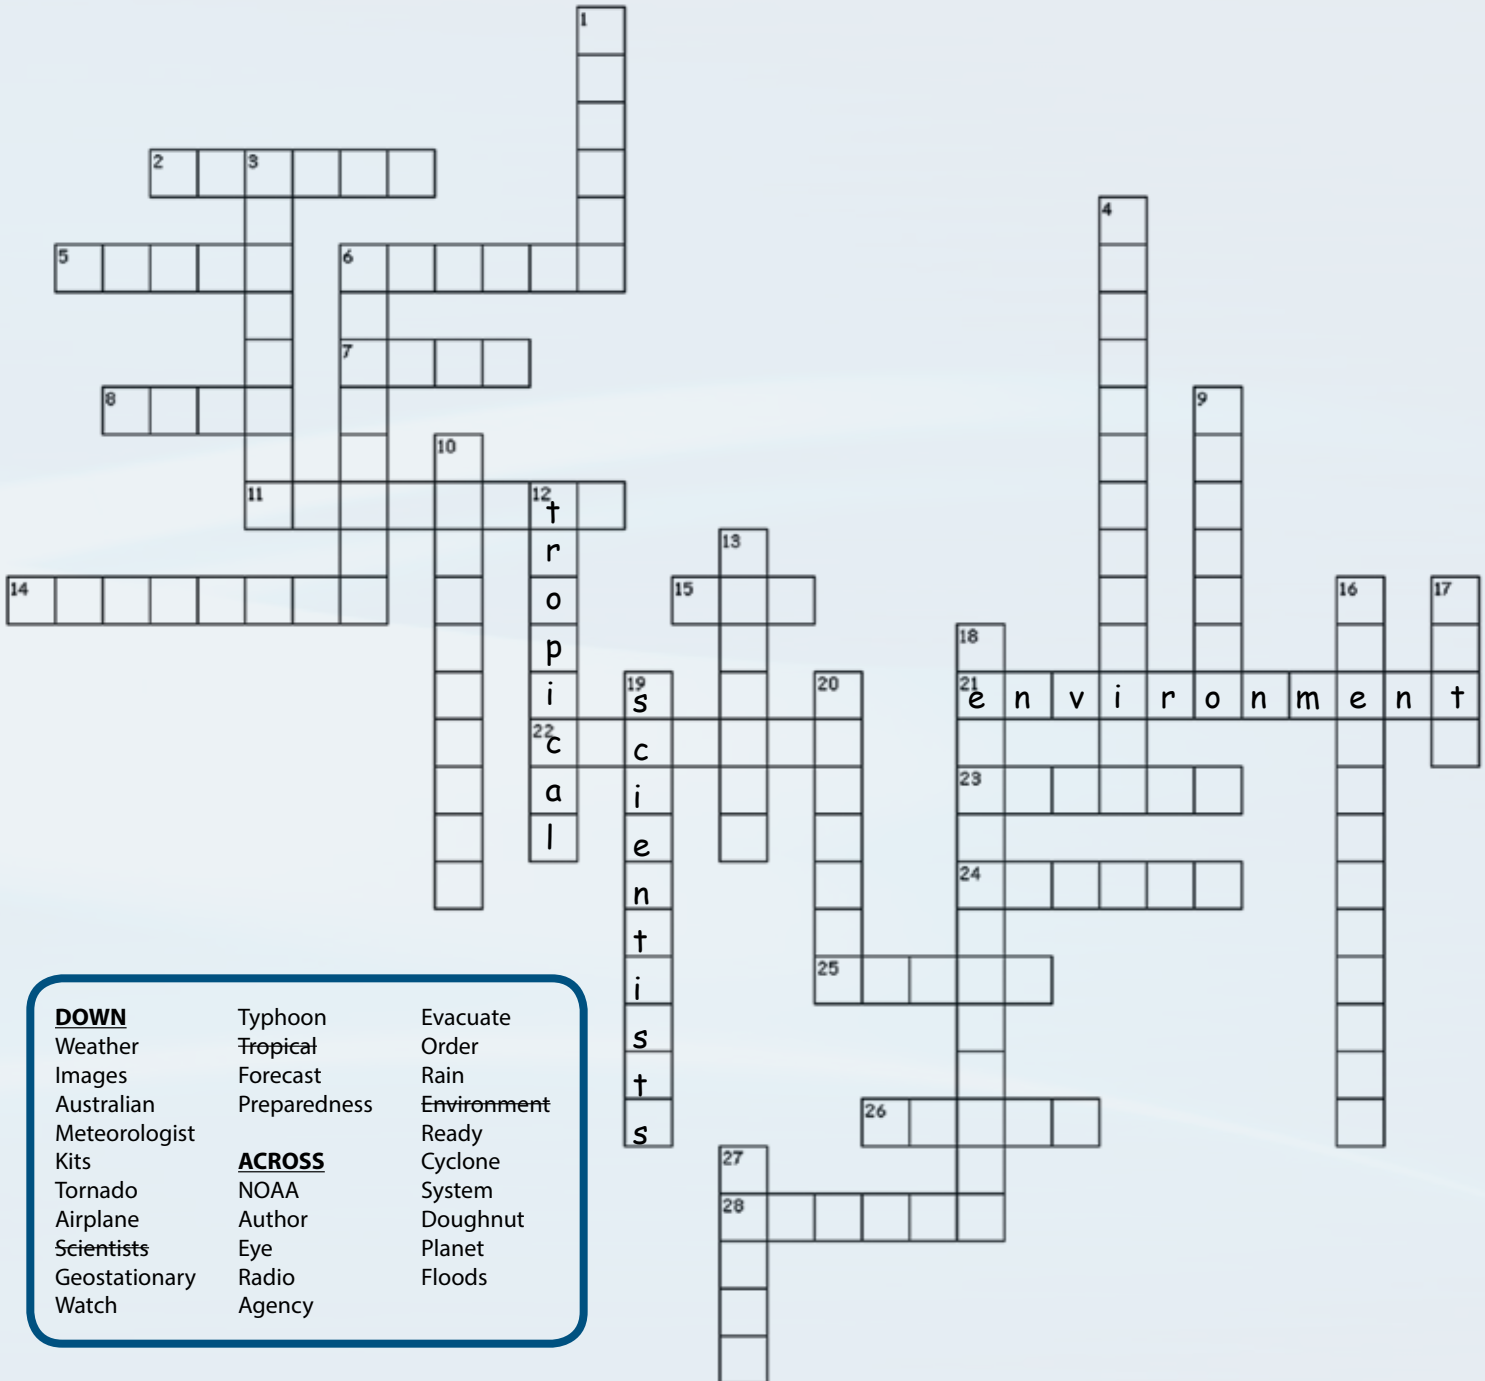 1
2 3
4
5 6
7
8 9
10
11 12 t
r
13
14 o 15 16 17
p 18
i 19 s 20 21 e n v i r o n m e n t
22 c c
a i 23
l e
n 24
t
i 25
s
t
s 26
27
28
DOWN
Weather
Images
Australian
Meteorologist
Kits
Tornado
Airplane
Scientists
Geostationary
Watch
Typhoon
Tropical
Forecast
Preparedness
ACROSS
NOAA
Author
Eye
Radio
Agency
Evacuate
Order
Rain
Environment
Ready
Cyclone
System
Doughnut
Planet
Floods